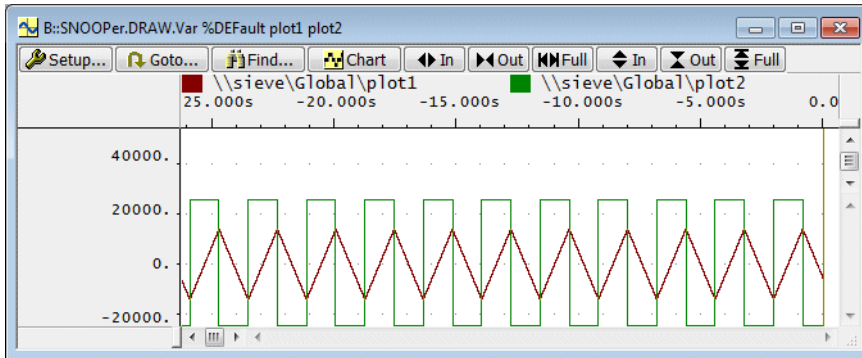 B::SNOOPer.DRAW.Var %DEFault plot1 plot2
Setup... Goto... Find... Chart In Out Full In Out Full
\\sieve\Global\plot1 \\sieve\Global\plot2
25.000s -20.000s -15.000s -10.000s -5.000s 0.0
40000.
20000.
0.
-20000.